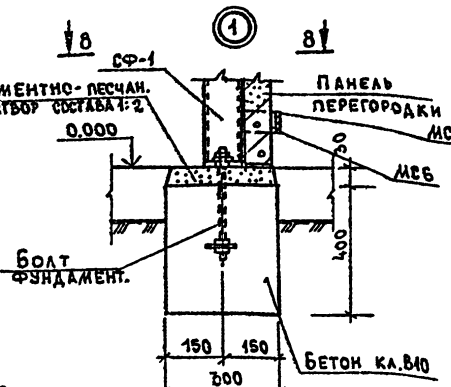 1
8
8
СФ-1
МЕНТНО-ПЕСЧАН.
ТВОР СОСТАВА 1:2
0.000
ПАНЕЛЬ
ПЕРЕГОРОДКИ
МС
МС6
30
400
БОЛТ
ФУНДАМЕНТ.
150
150
300
БЕТОН КЛ.В10